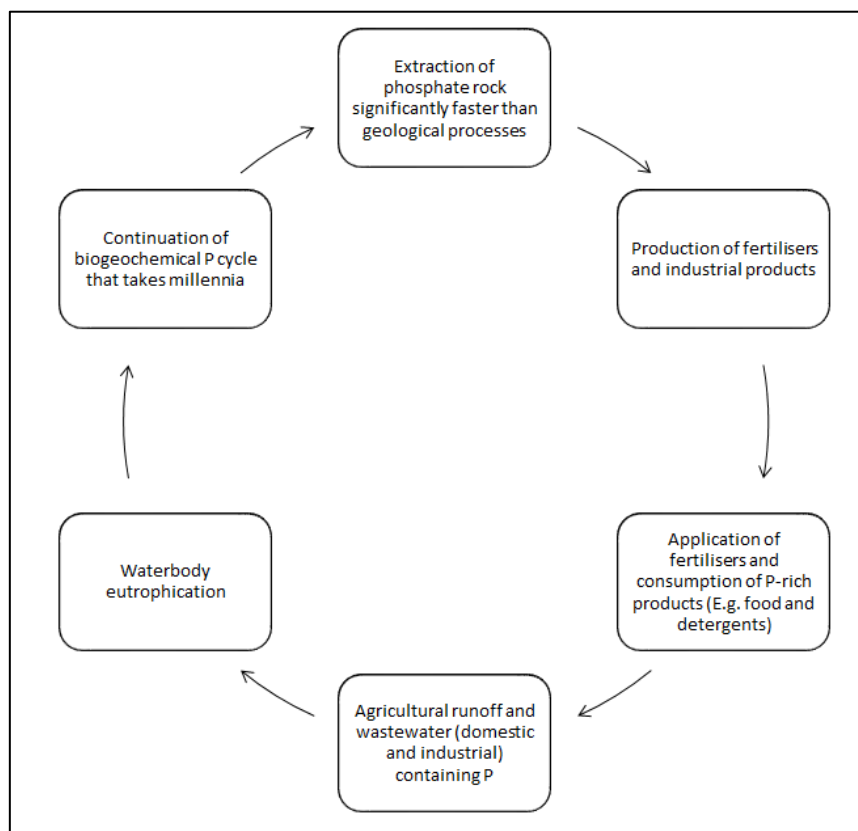 Extraction of
phosphate rock
significantly faster than
geological processes
Production of fertilisers
and industrial products
Application of
fertilisers and
consumption of P-rich
products (E.g. food and
detergents)
Agricultural runoff and
wastewater (domestic
and industrial)
containing P
Waterbody
eutrophication
Continuation of
biogeochemical P cycle
that takes millennia